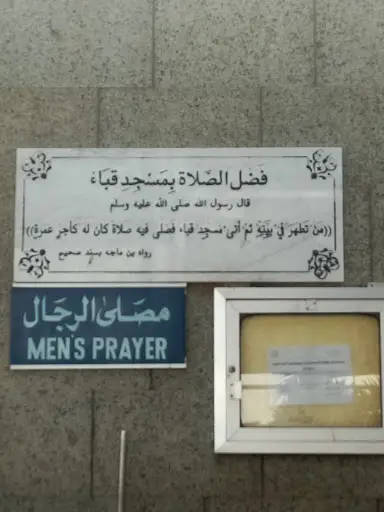 فضل الصلاة بمسجد قباء
قال رسول الله صلى الله عليه وسلم
((من تطهر في بيته ثم أتى مسجد قباء فصلى فيه صلاة كان له كأجر عمرة))
رواه بن ماجه بسند صحيح
مصلى الرجال
MEN'S PRAYER